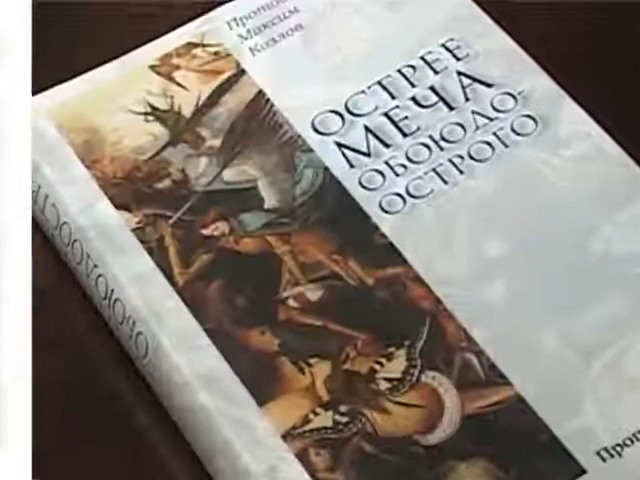 Максим
Козлов
ОСТРЕЕ
МЕЧА
ОБОЮДО-
ОСТРОГО